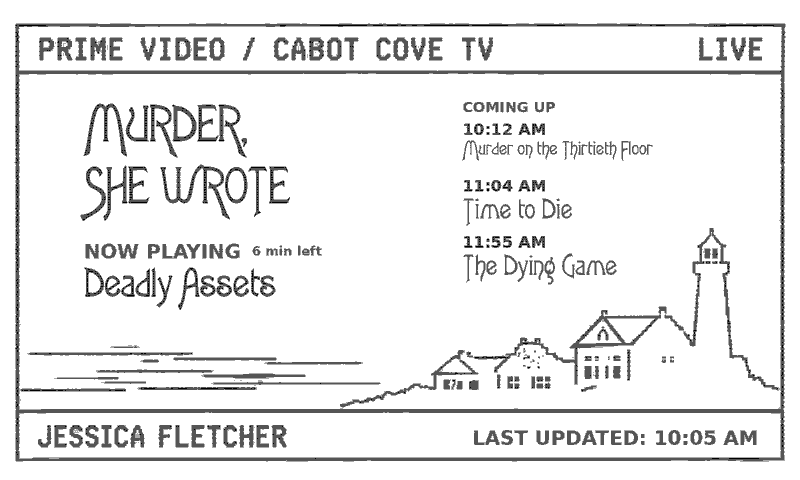 PRIME VIDEO / CABOT COVE TV
LIVE
MURDER,
SHE WROTE
NOW PLAYING 6 min left
Deadly Assets
COMING UP
10:12 AM
Murder on the Thirtieth Floor
11:04 AM
Time to Die
11:55 AM
The Dying Game
JESSICA FLETCHER
LAST UPDATED: 10:05 AM